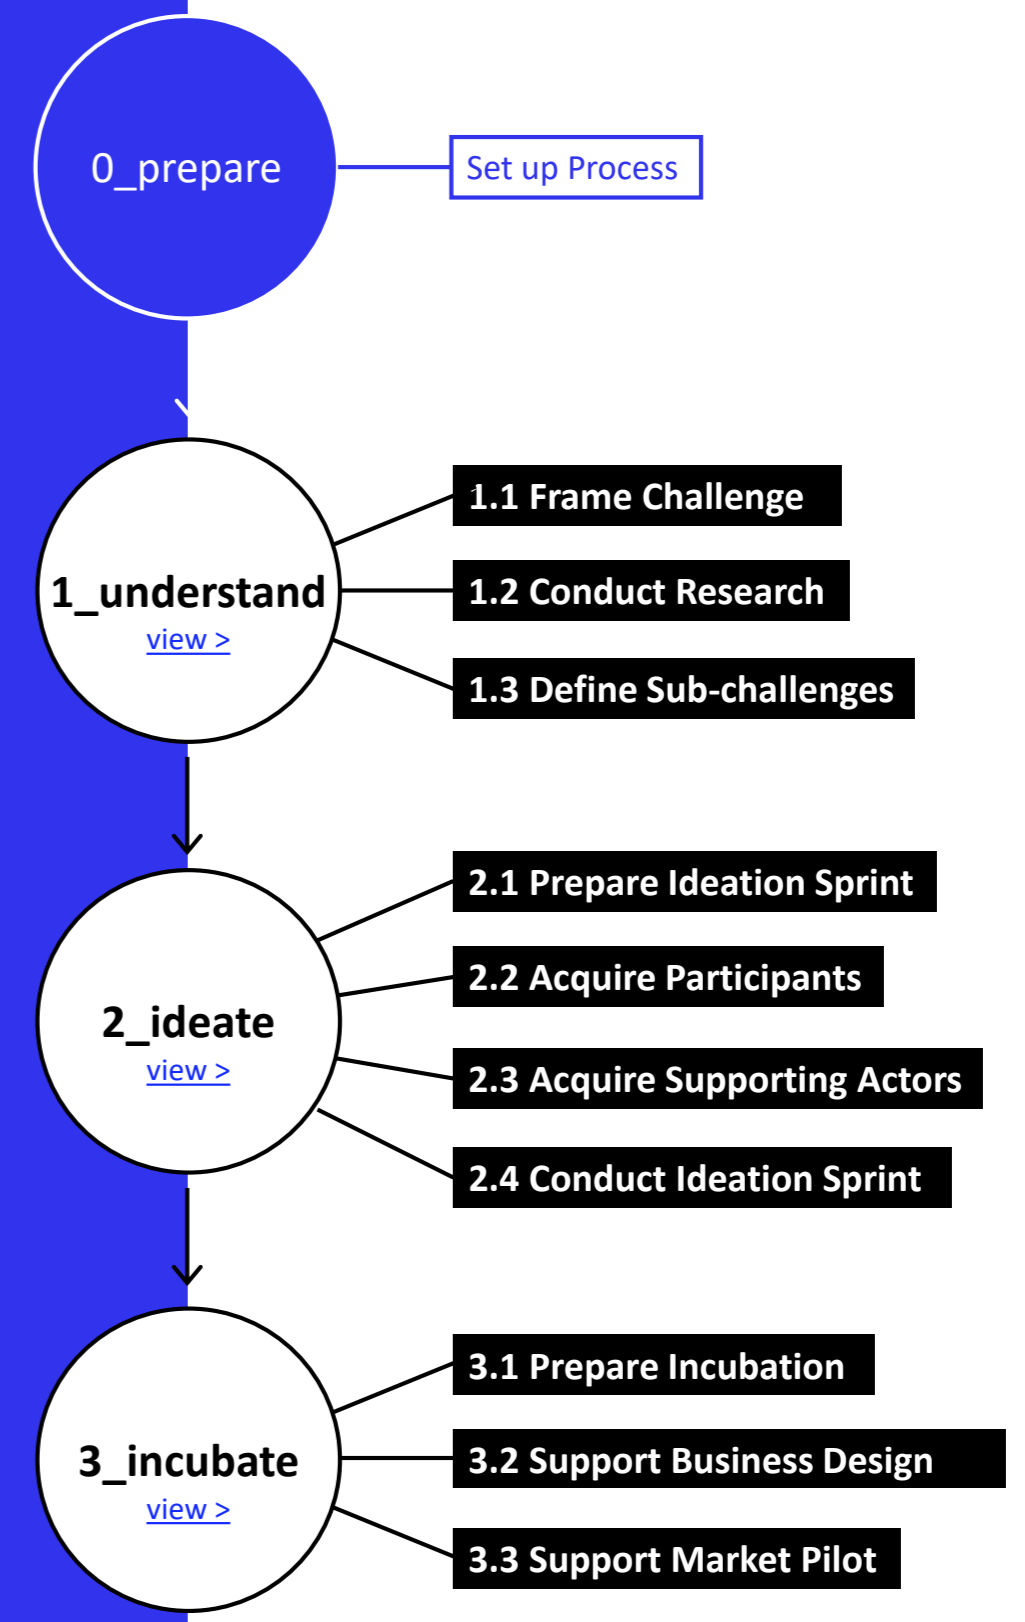 0_prepare
Set up Process
1_understand
view >
1.1 Frame Challenge
1.2 Conduct Research
1.3 Define Sub-challenges
2_ideate
view >
2.1 Prepare Ideation Sprint
2.2 Acquire Participants
2.3 Acquire Supporting Actors
2.4 Conduct Ideation Sprint
3_incubate
view >
3.1 Prepare Incubation
3.2 Support Business Design
3.3 Support Market Pilot